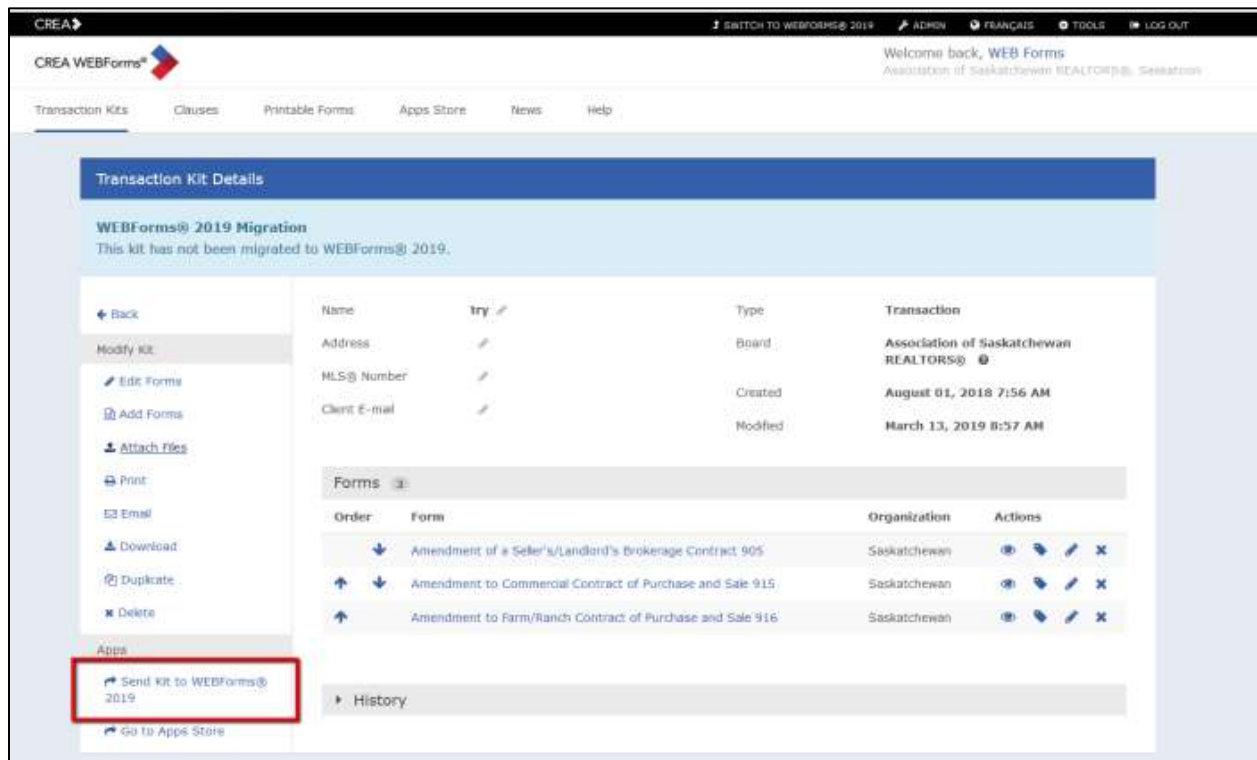 CREA
SWITCH TO WEBFORMS® 2019 ADMIN FRANÇAIS TOOLS LOG OUT
CREA WEBForms®
Welcome back, WEB Forms
Association of Saskatchewan REALTORS®, Saskatoon
Transaction Kits Clauses Printable Forms Apps Store News Help
Transaction Kit Details
WEBForms® 2019 Migration
This kit has not been migrated to WEBForms® 2019.
Back
Modify Kit
Edit Forms
Add Forms
Attach Files
Print
Email
Download
Duplicate
Delete
Apps
Send Kit to WEBForms®
2019
Go to Apps Store
Name try
Address
MLS® Number
Client E-mail
Type Transaction
Board Association of Saskatchewan
REALTORS®
Created August 01, 2018 7:56 AM
Modified March 13, 2019 8:57 AM
Forms 3
Order Form Organization Actions
Amendment of a Seller's/Landlord's Brokerage Contract 905 Saskatchewan
Amendment to Commercial Contract of Purchase and Sale 915 Saskatchewan
Amendment to Farm/Ranch Contract of Purchase and Sale 916 Saskatchewan
History